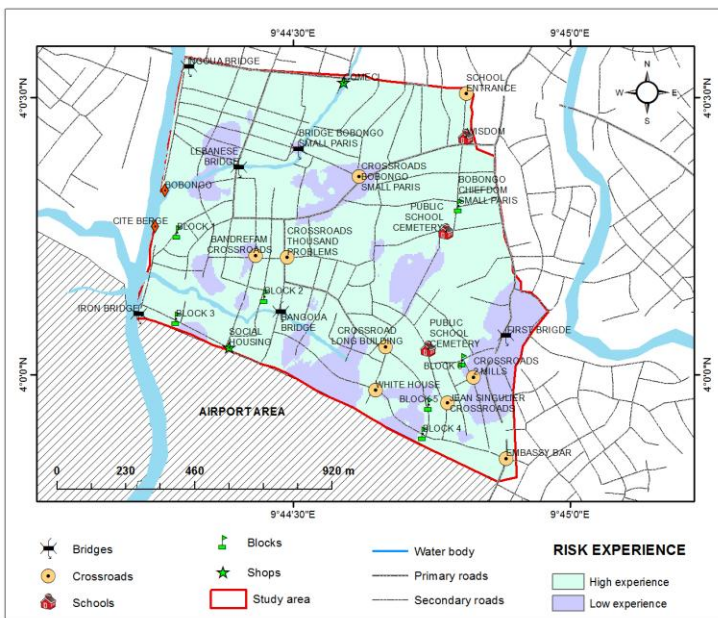 9°44'30"E
9°45'0"E
4°0'30"N
4°0'0"N
NGOUA BRIDGE
COMECI
SCHOOL
ENTRANCE
N
W
E
S
WISDOM
BRIDGE BOBONGO
SMALL PARIS
LEBANESE
BRIDGE
CROSSROADS
BOBONGO
SMALL PARIS
BOBONGO
CHIEFDOM
SMALL PARIS
BOBONGO
PUBLIC
SCHOOL
CEMETERY
CITE BERGE
BLOCK 1
BANDREFAM
CROSSROADS
CROSSROADS
THOUSAND
PROBLEMS
BLOCK 2
IRON BRIDGE
BLOCK 3
BANGOUA
BRIDGE
SOCIAL
HOUSING
CROSSROAD
LONG BUILDING
PUBLIC
SCHOOL
CEMETERY
FIRST BRIGDE
BLOCK
CROSSROADS
2 MILLS
WHITE HOUSE
BLOCK 5
JEAN SINGULIER
CROSSROADS
BLOCK 4
EMBASSY BAR
AIRPORT AREA
0 230 460 920 m
4°0'30"N
4°0'0"N
9°44'30"E
9°45'0"E
Bridges
Crossroads
Schools
Blocks
Shops
Study area
Water body
Primary roads
Secondary roads
RISK EXPERIENCE
High experience
Low experience